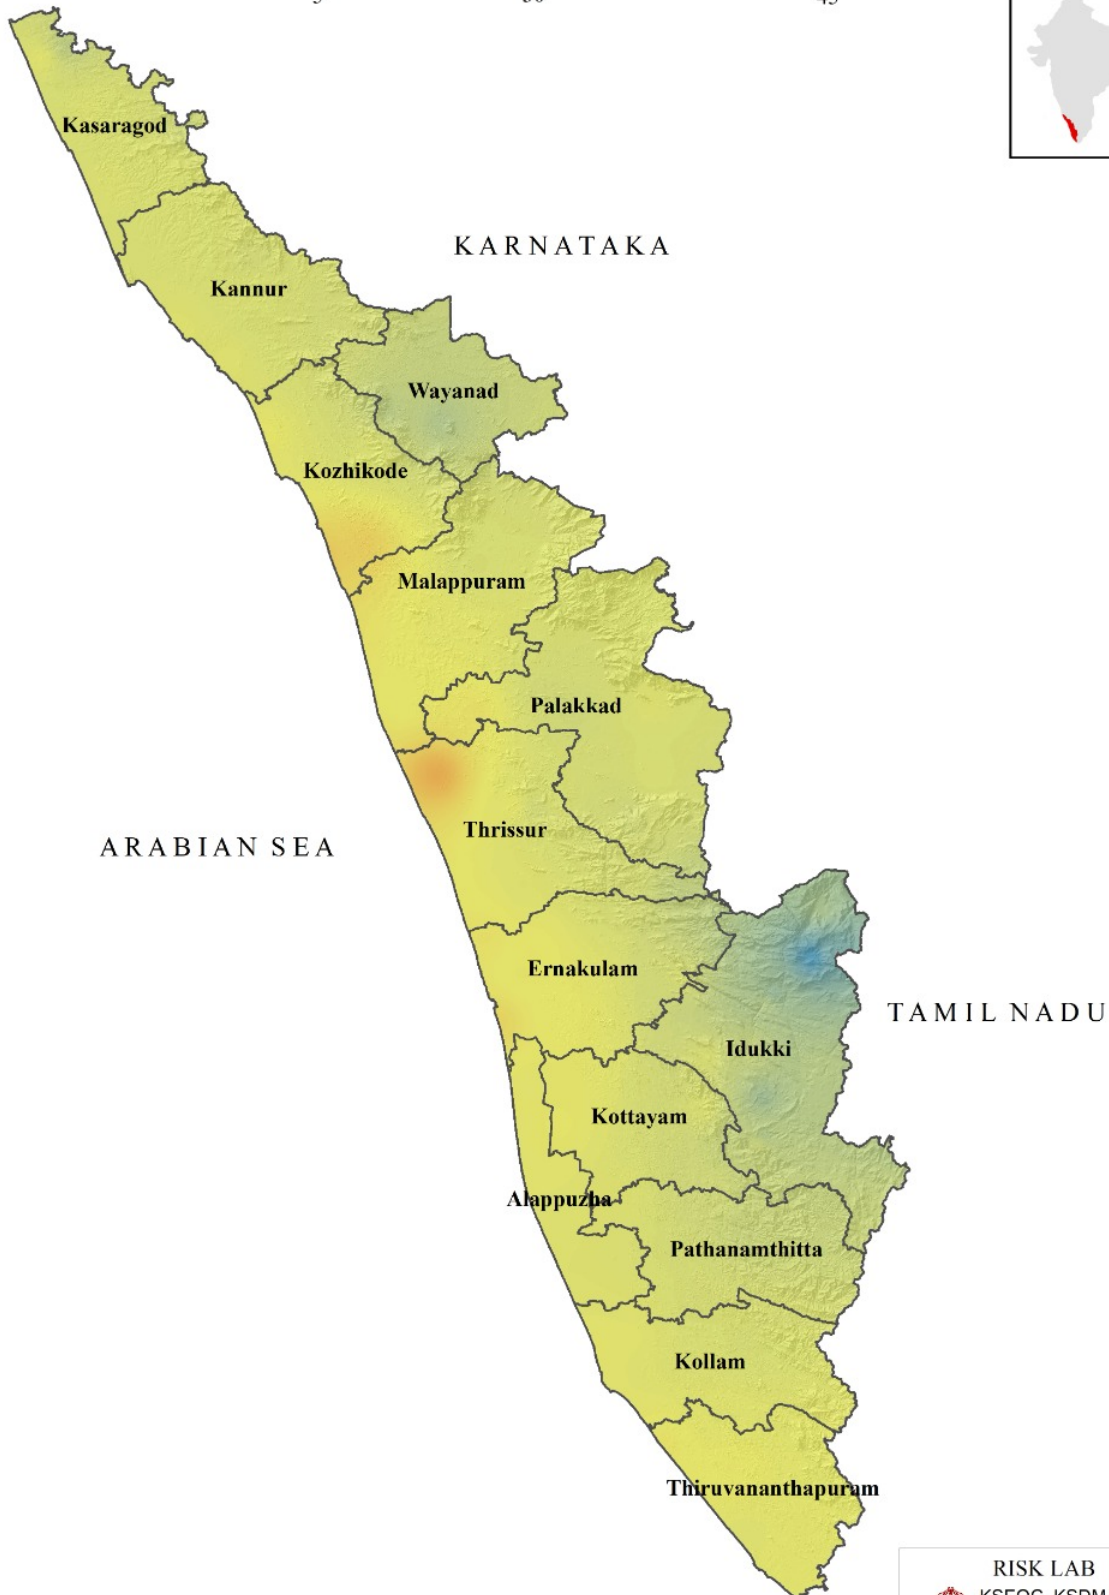 Kasaragod
KARNATAKA
Kannur
Wayanad
Kozhikode
Malappuram
Palakkad
Thrissur
ARABIAN SEA
Ernakulam
TAMIL NADU
Idukki
Kottayam
Alappuzha
Pathanamthitta
Kollam
Thiruvananthapuram
RISK LAB